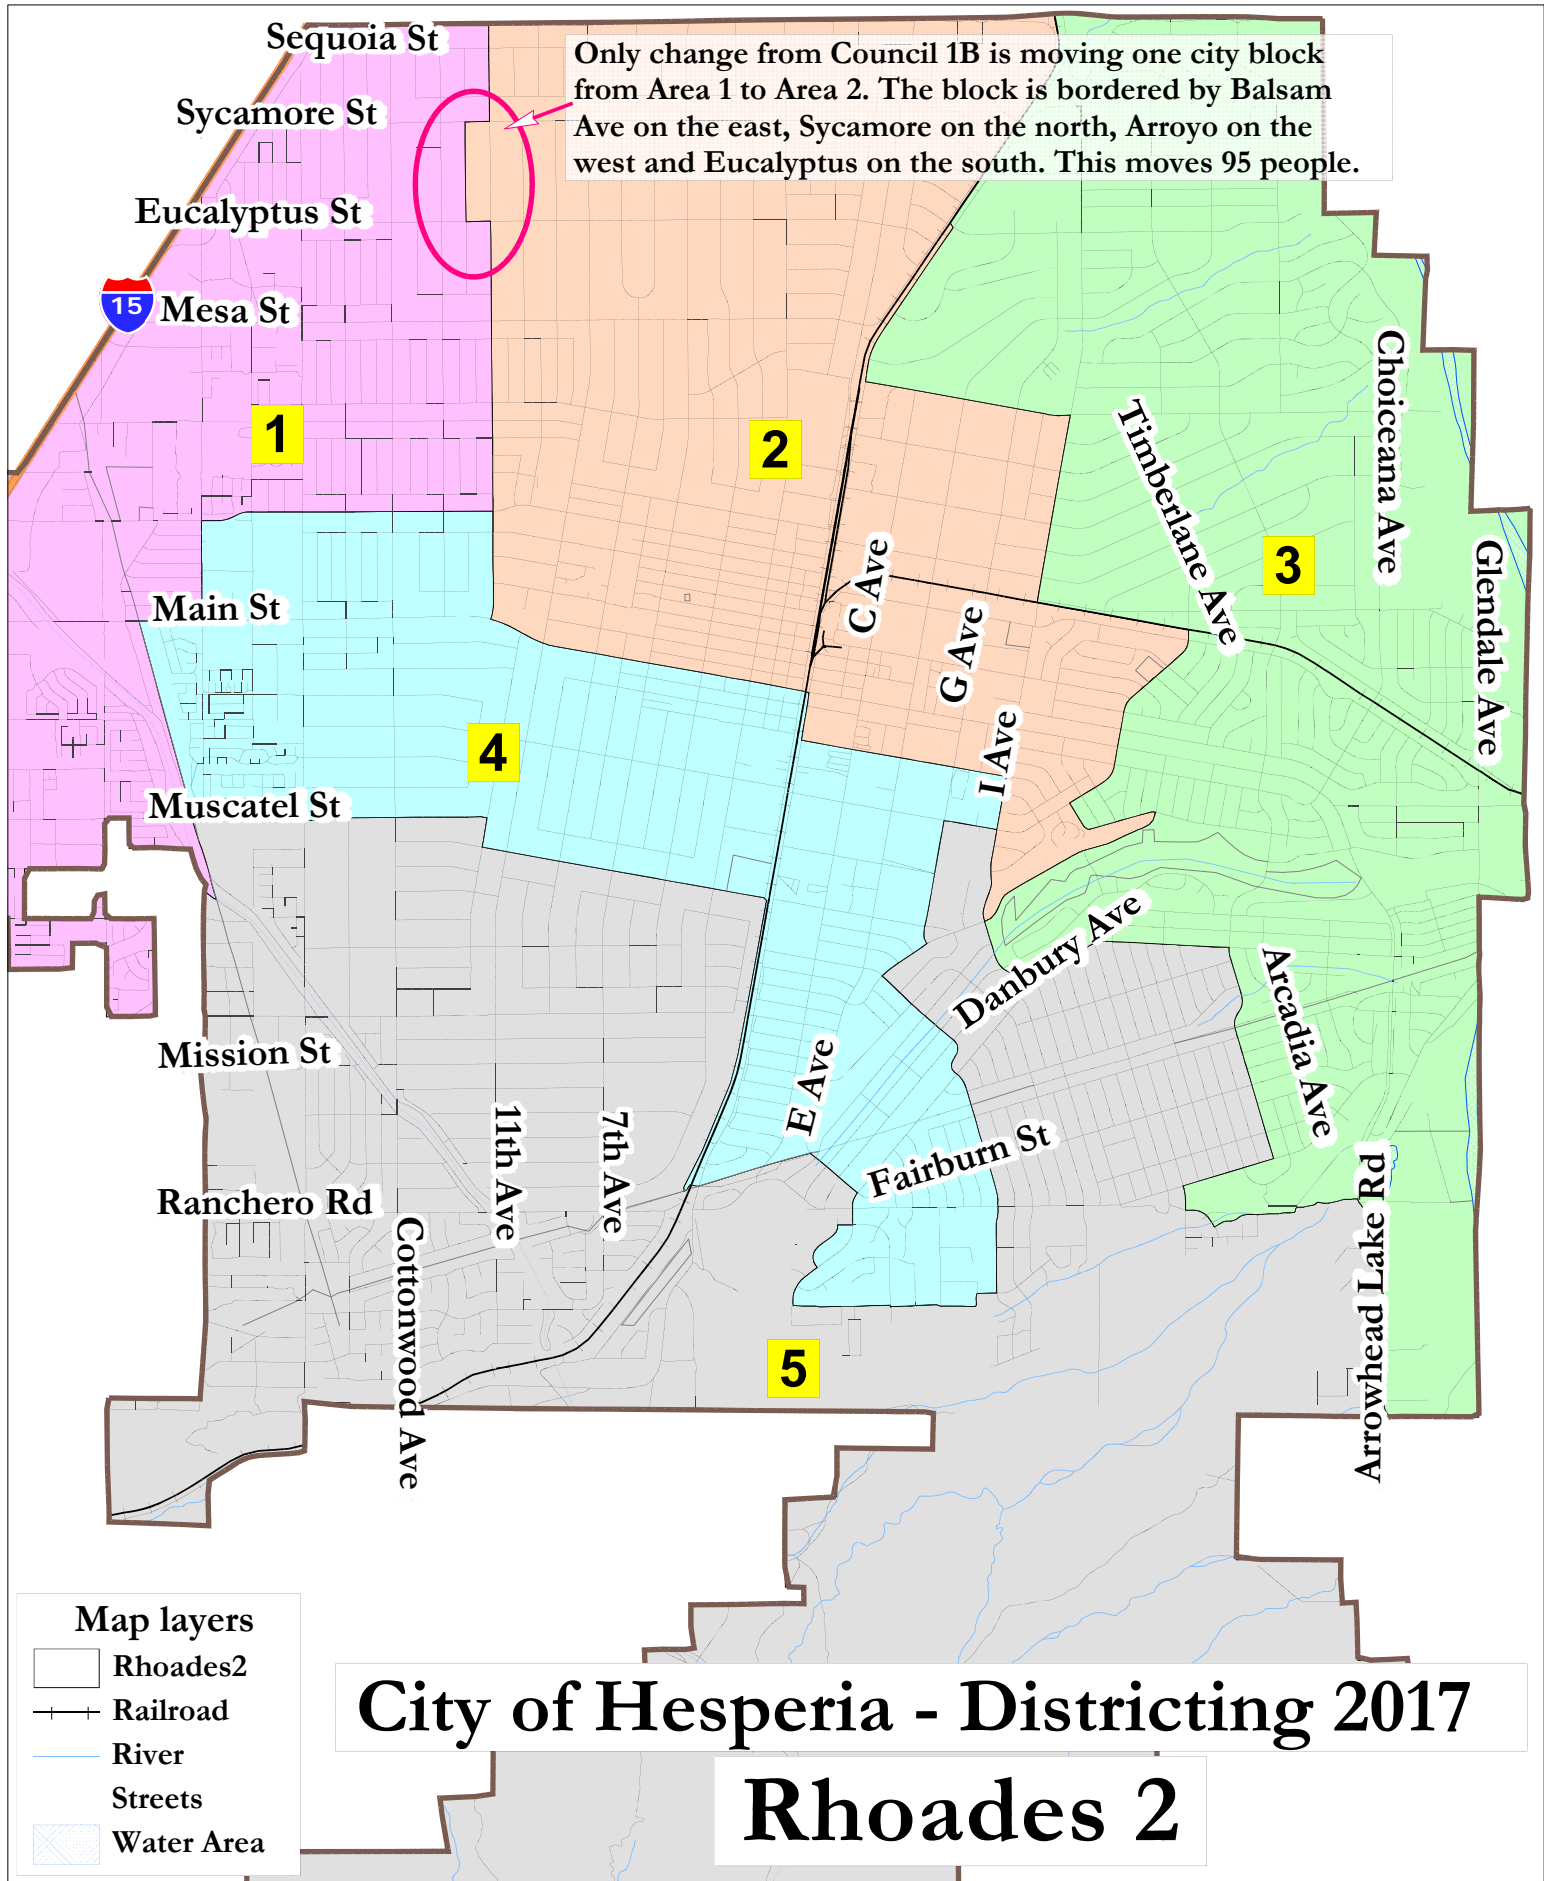 Sequoia St
Only change from Council 1B is moving one city block
from Area 1 to Area 2. The block is bordered by Balsam
Ave on the east, Sycamore on the north, Arroyo on the
west and Eucalyptus on the south. This moves 95 people.
Sycamore St
Eucalyptus St
15
Mesa St
1
2
3
Choiceana Ave
Timberlane Ave
Glendale Ave
C Ave
G Ave
I Ave
Main St
4
Muscatel St
Danbury Ave
Arcadia Ave
Mission St
E Ave
11th Ave
7th Ave
Fairburn St
Ranchero Rd
Cottonwood Ave
Arrowhead Lake Rd
5
Map layers
Rhoades2
Railroad
River
Streets
Water Area
City of Hesperia - Districting 2017
Rhoades 2